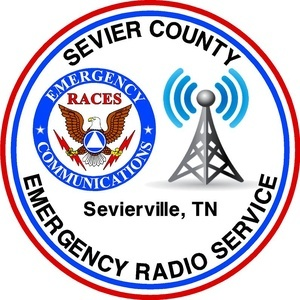 SEVIER COUNTY
EMERGENCY
RACES
COMMUNICATIONS
Sevierville, TN
EMERGENCY RADIO SERVICE